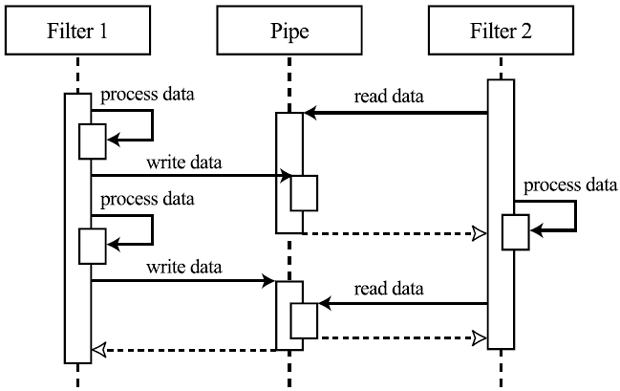 Filter 1
Pipe
Filter 2
process data
read data
write data
process data
process data
write data
read data